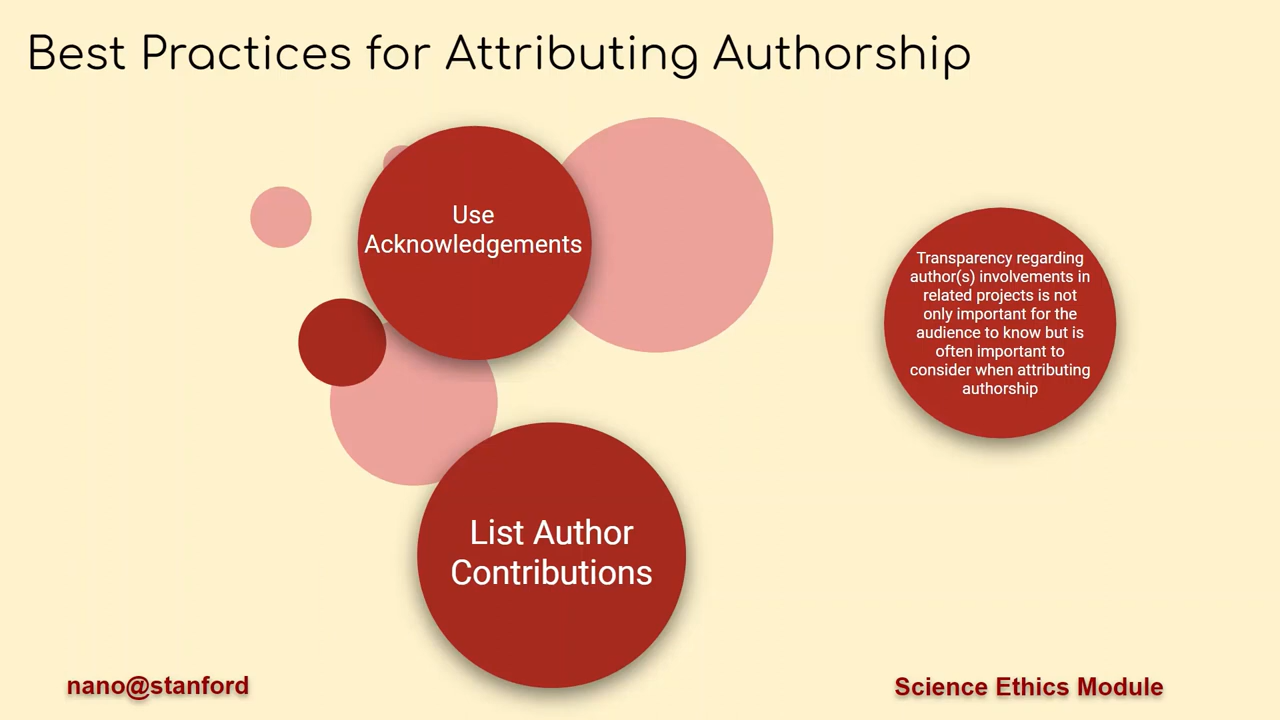 Best Practices for Attributing Authorship
Use
Acknowledgements
Transparency regarding
author(s) involvements in
related projects is not
only important for the
audience to know but is
often important to
consider when attributing
authorship
List Author
Contributions
nano@stanford
Science Ethics Module